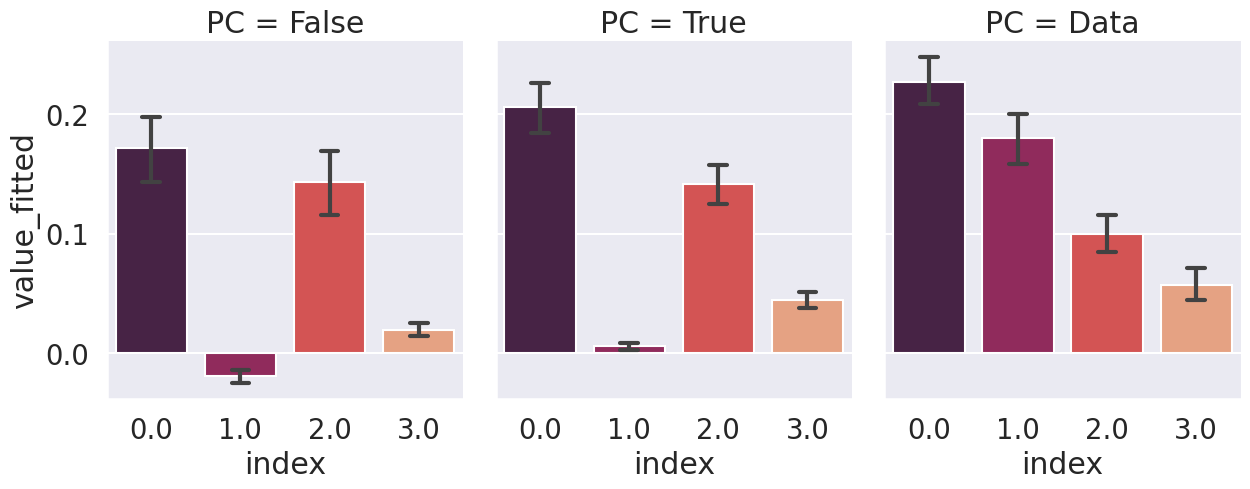 PC = False
PC = True
PC = Data
value_fitted
0.2
0.1
0.0
0.0 1.0 2.0 3.0
0.0 1.0 2.0 3.0
0.0 1.0 2.0 3.0
index
index
index